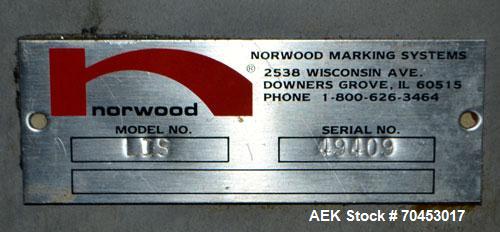 NORWOOD MARKING SYSTEMS
2538 WISCONSIN AVE.
DOWNERS GROVE, IL 60515
PHONE 1-800-626-3464
®
norwood
MODEL NO. SERIAL NO.
LIS 49409
AEK Stock # 70453017